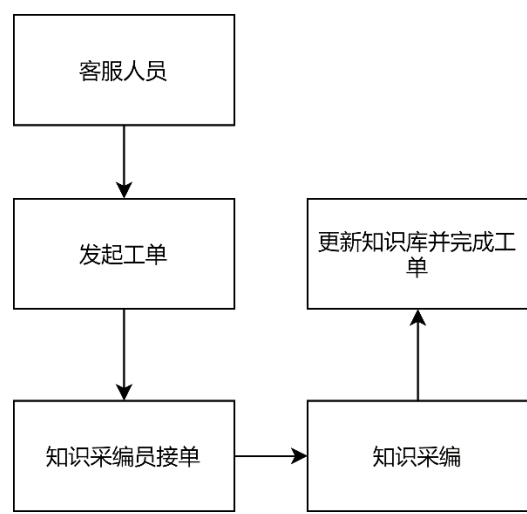 客服人员
发起工单
更新知识库并完成工
单
知识采编员接单
知识采编